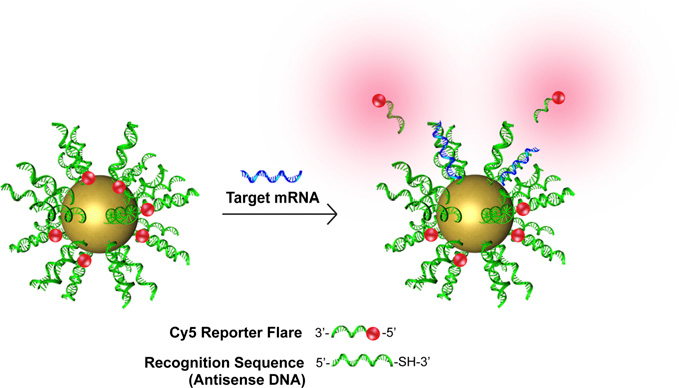 Target mRNA
Cy5 Reporter Flare 3'- -5'
Recognition Sequence 5'- -SH-3'
(Antisense DNA)